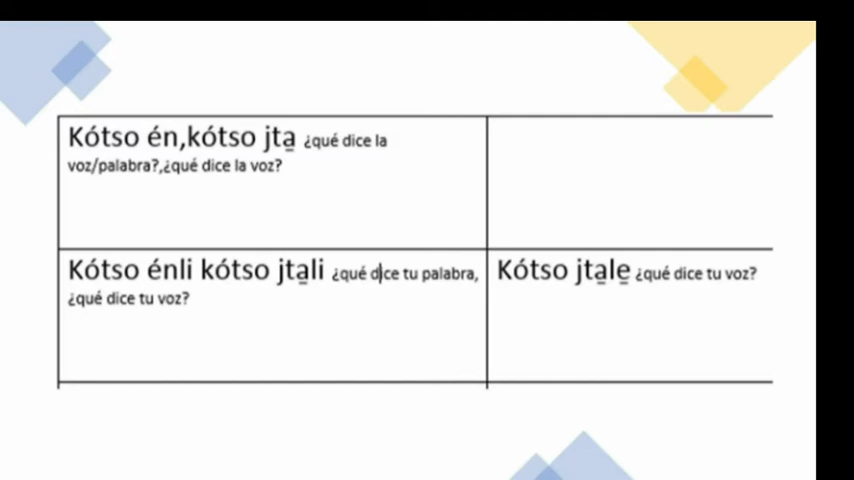 Kótso én,kótso jta̱ ¿qué dice la
voz/palabra?,¿qué dice la voz?
Kótso énli kótso jta̱li ¿qué dice tu palabra,
¿qué dice tu voz?
Kótso jta̱le̱ ¿qué dice tu voz?